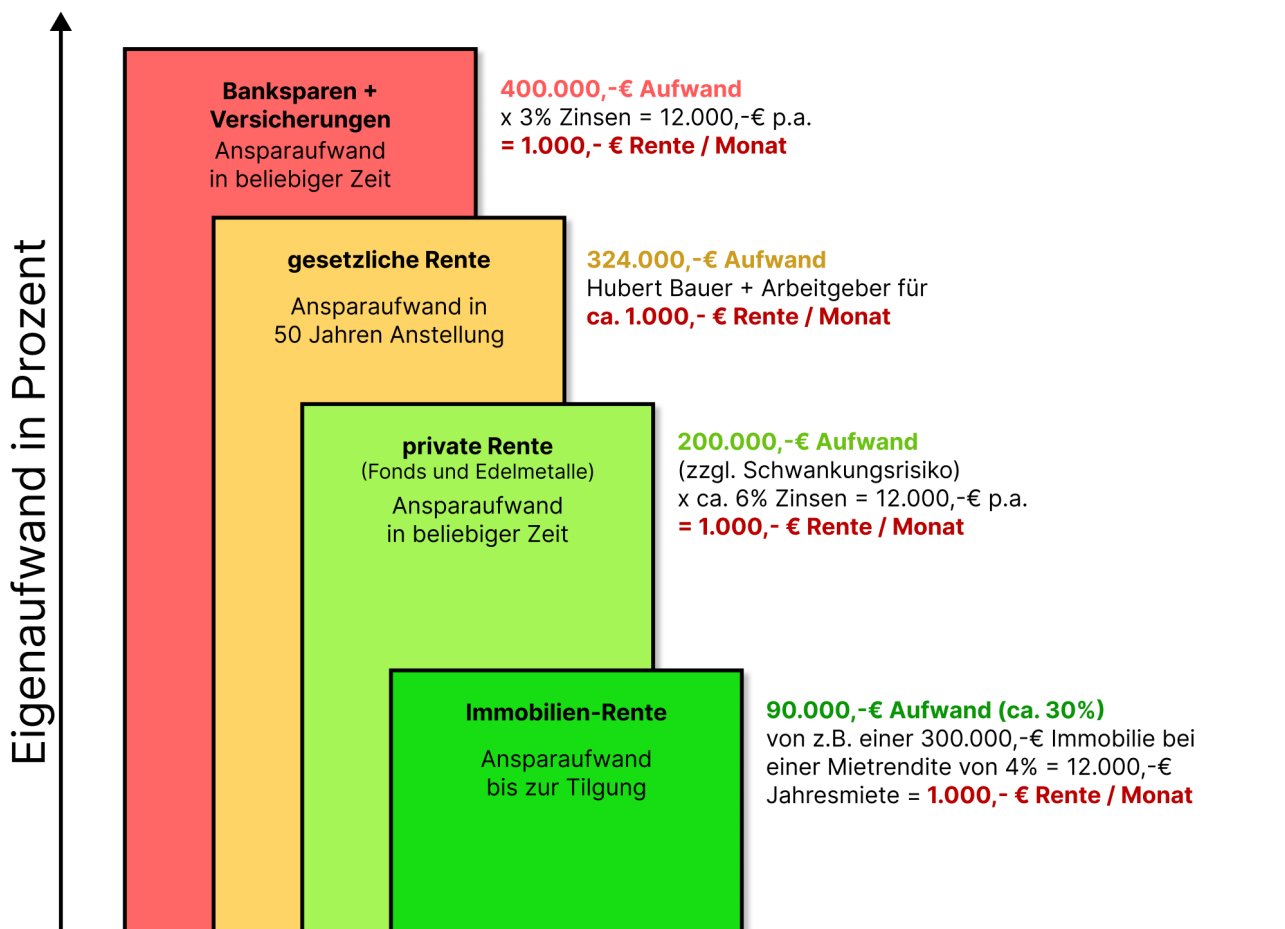 Eigenaufwand in Prozent
Banksparen +
Versicherungen
Ansparaufwand
in beliebiger Zeit
400.000,-€ Aufwand
x 3% Zinsen = 12.000,-€ p.a.
= 1.000,- € Rente / Monat
gesetzliche Rente
Ansparaufwand in
50 Jahren Anstellung
324.000,-€ Aufwand
Hubert Bauer + Arbeitgeber für
ca. 1.000,- € Rente / Monat
private Rente
(Fonds und Edelmetalle)
Ansparaufwand
in beliebiger Zeit
200.000,-€ Aufwand
(zzgl. Schwankungsrisiko)
x ca. 6% Zinsen = 12.000,-€ p.a.
= 1.000,- € Rente / Monat
Immobilien-Rente
Ansparaufwand
bis zur Tilgung
90.000,-€ Aufwand (ca. 30%)
von z.B. einer 300.000,-€ Immobilie bei
einer Mietrendite von 4% = 12.000,-€
Jahresmiete = 1.000,- € Rente / Monat